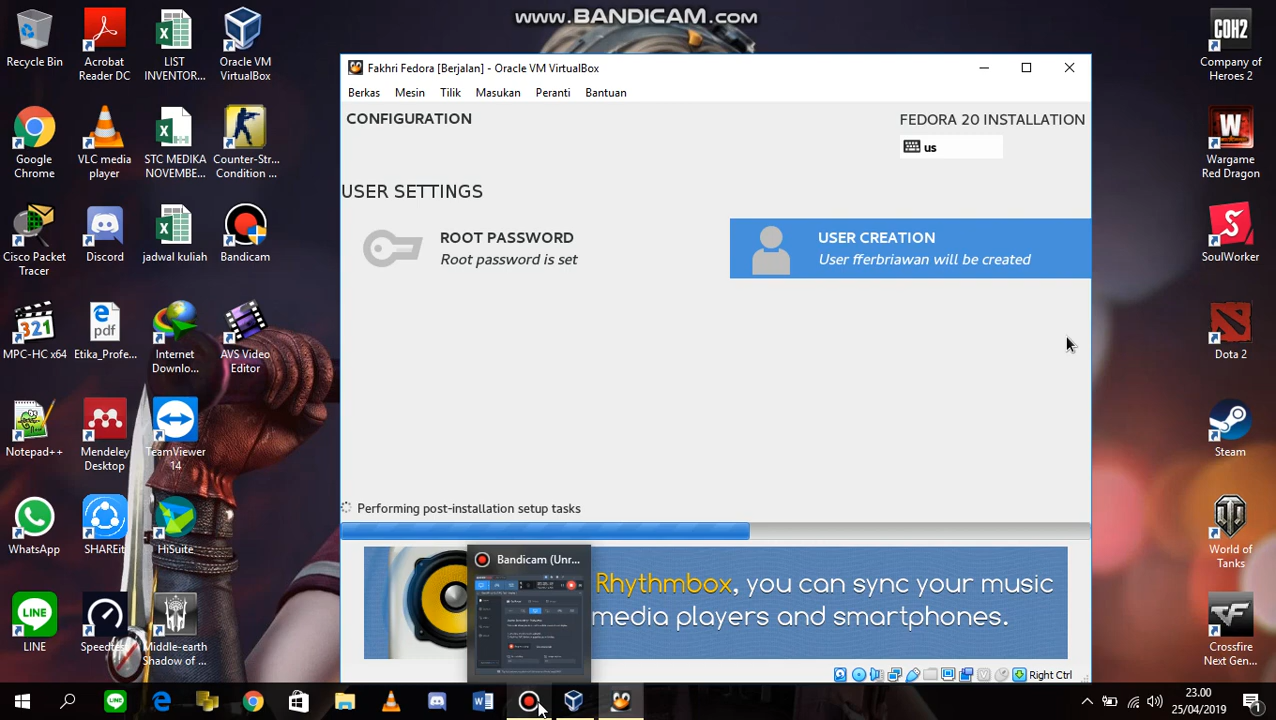 www.BANDICAM.com
Recycle Bin
Acrobat
Reader DC
LIST
INVENTOR...
Oracle VM
VirtualBox
Google
Chrome
VLC media
player
STC MEDIKA
NOVEMBE...
Counter-Str...
Condition ...
Cisco Packet
Tracer
Discord
jadwal kuliah
Bandicam
321
MPC-HC x64
pdf
Etika_Profe...
Internet
Downlo...
AVS Video
Editor
Notepad++
Mendeley
Desktop
TeamViewer
14
WhatsApp
SHAREit
HiSuite
LINE
LINE
Speedtest
Middle-earth
Shadow of ...
Fakhri Fedora [Berjalan] - Oracle VM VirtualBox
Berkas Mesin Tilik Masukan Peranti Bantuan
CONFIGURATION
FEDORA 20 INSTALLATION
us
USER SETTINGS
ROOT PASSWORD
Root password is set
USER CREATION
User fferbriawan will be created
Performing post-installation setup tasks
Bandicam (Unr...
Rhythmbox, you can sync your music
media players and smartphones.
Right Ctrl
COH2
Company of
Heroes 2
Wargame
Red Dragon
SoulWorker
Dota 2
Steam
World of
Tanks
Crossfire
Next Gen...
23.00
25/04/2019
1